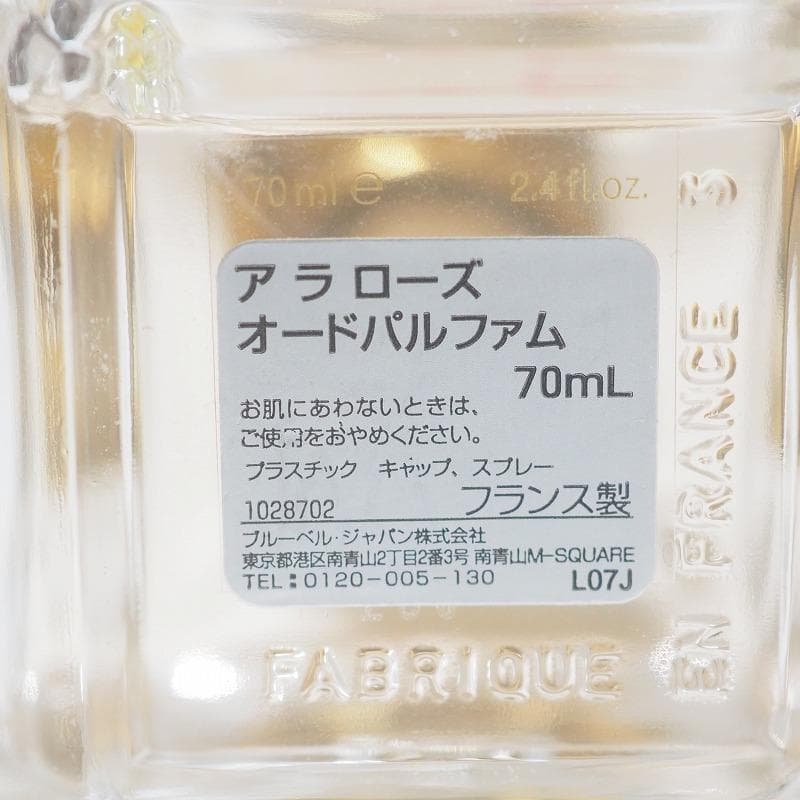 70 ml e 2.4 fl.oz.
ア ラ ローズ
オードパルファム
70mL
お肌にあわないときは、
ご使用をおやめください。
プラスチック キャップ、スプレー
1028702 フランス製
ブルーベル・ジャパン株式会社
東京都港区南青山2丁目2番3号 南青山M-SQUARE
TEL:0120-005-130 L07J
FABRIQUE
EN FRANCE 3